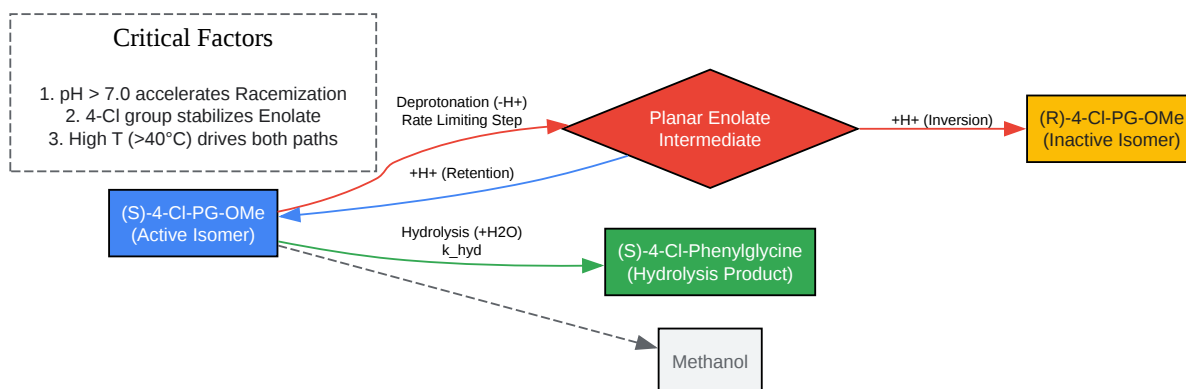 Critical Factors
1. pH > 7.0 accelerates Racemization
2. 4-Cl group stabilizes Enolate
3. High T (>40°C) drives both paths
Deprotonation (-H+)
Rate Limiting Step
Planar Enolate
Intermediate
+H+ (Inversion)
(R)-4-Cl-PG-OMe
(Inactive Isomer)
+H+ (Retention)
(S)-4-Cl-PG-OMe
(Active Isomer)
Hydrolysis (+H2O)
k_hyd
(S)-4-Cl-Phenylglycine
(Hydrolysis Product)
Methanol